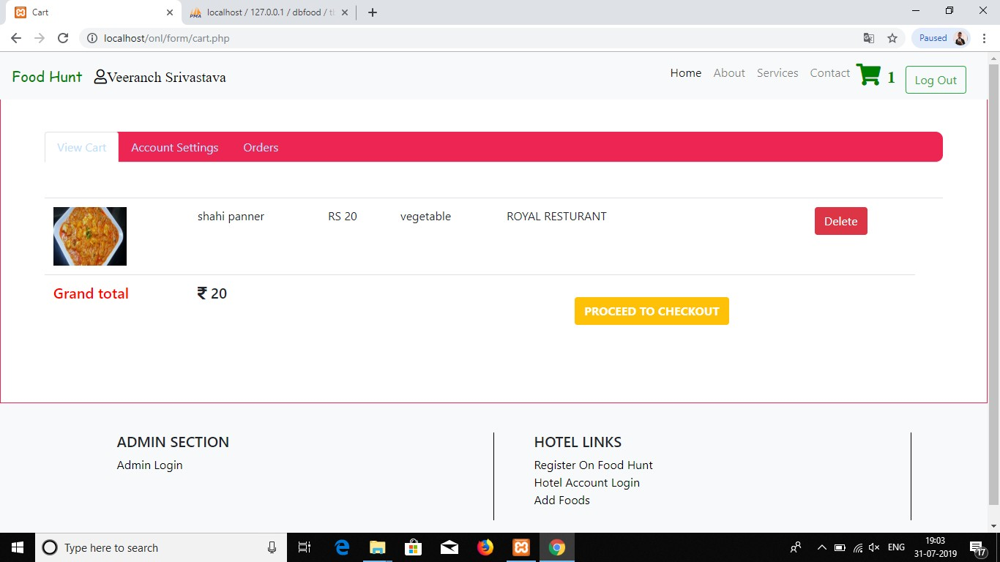 Cart
localhost / 127.0.0.1 / dbfood / t
localhost/onl/form/cart.php
Paused
Food Hunt Veeranch Srivastava Home About Services Contact 1 Log Out
View Cart Account Settings Orders
shahi panner RS 20 vegetable ROYAL RESTURANT Delete
Grand total ₹ 20
PROCEED TO CHECKOUT
ADMIN SECTION
Admin Login
HOTEL LINKS
Register On Food Hunt
Hotel Account Login
Add Foods
Type here to search
ENG
19:03
31-07-2019
17